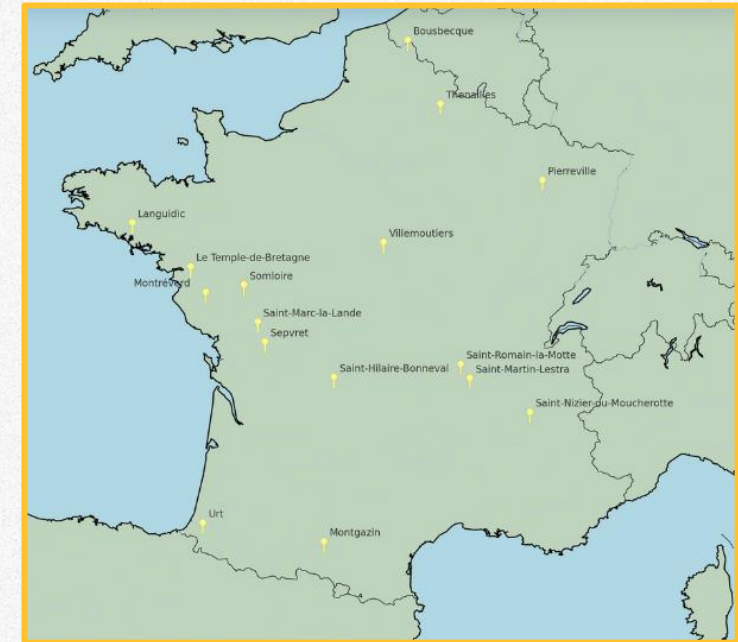 Bousbecque
Thenailles
Pierreville
Languidic
Villemoutiers
Le Temple-de-Bretagne
Somloire
Montréverd
Saint-Marc-la-Lande
Sepvret
Saint-Romain-la-Motte
Saint-Hilaire-Bonneval
Saint-Martin-Lestra
Saint-Nizier-du-Moucherotte
Urt
Montgazin